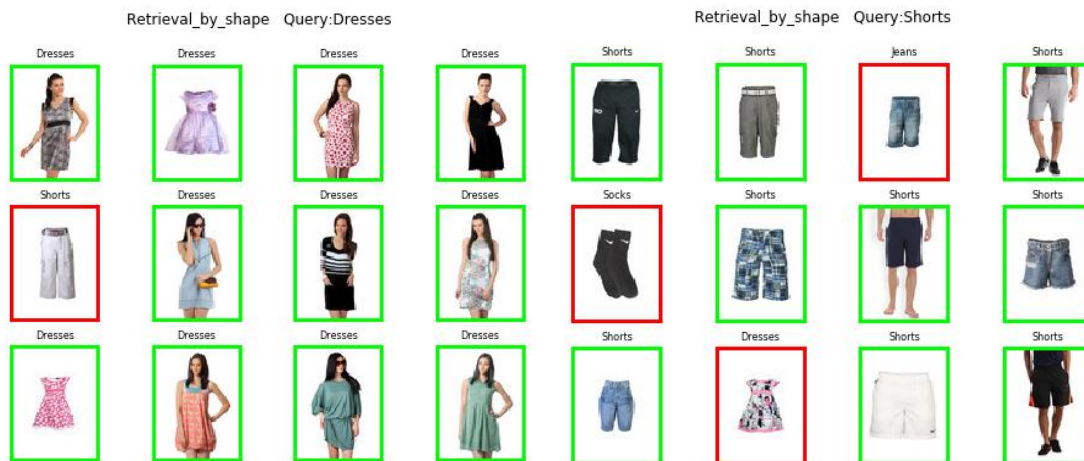 Retrieval_by_shape   Query:Dresses
Dresses Dresses Dresses Dresses
Shorts Dresses Dresses Dresses
Dresses Dresses Dresses Dresses
Retrieval_by_shape   Query:Shorts
Shorts Shorts Jeans Shorts
Socks Shorts Shorts Shorts
Shorts Dresses Shorts Shorts